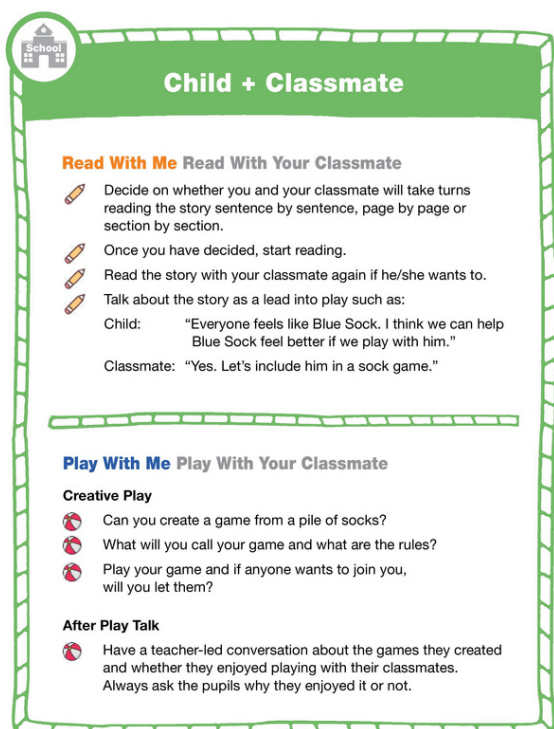 School
Child + Classmate
Read With Me Read With Your Classmate
Decide on whether you and your classmate will take turns
reading the story sentence by sentence, page by page or
section by section.
Once you have decided, start reading.
Read the story with your classmate again if he/she wants to.
Talk about the story as a lead into play such as:
Child: “Everyone feels like Blue Sock. I think we can help
Blue Sock feel better if we play with him.”
Classmate: “Yes. Let’s include him in a sock game.”
Play With Me Play With Your Classmate
Creative Play
Can you create a game from a pile of socks?
What will you call your game and what are the rules?
Play your game and if anyone wants to join you,
will you let them?
After Play Talk
Have a teacher-led conversation about the games they created
and whether they enjoyed playing with their classmates.
Always ask the pupils why they enjoyed it or not.